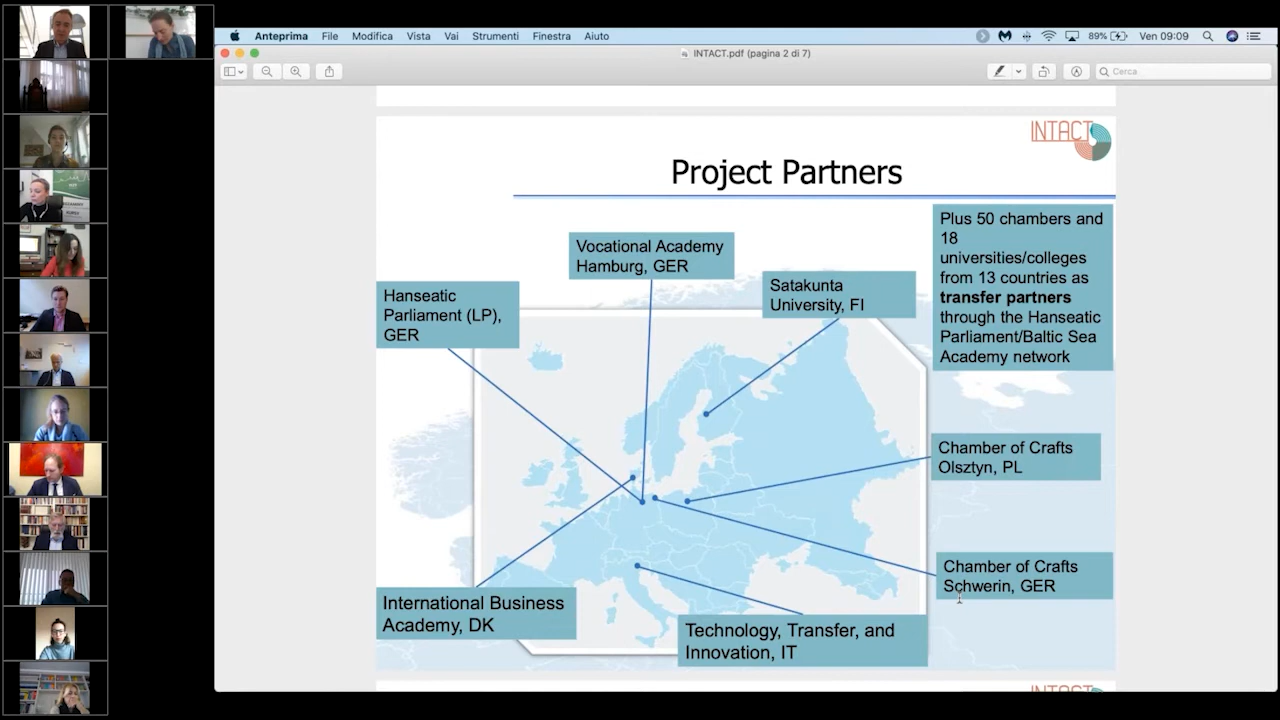 Anteprima File Modifica Vista Vai Strumenti Finestra Aiuto 89% Ven 09:09
INTACT.pdf (pagina 2 di 7)
Cerca
INTACT
Project Partners
Plus 50 chambers and
18
universities/colleges
from 13 countries as
transfer partners
through the Hanseatic
Parliament/Baltic Sea
Academy network
Vocational Academy
Hamburg, GER
Satakunta
University, FI
Hanseatic
Parliament (LP),
GER
Chamber of Crafts
Olsztyn, PL
Chamber of Crafts
Schwerin, GER
International Business
Academy, DK
Technology, Transfer, and
Innovation, IT
INTACT